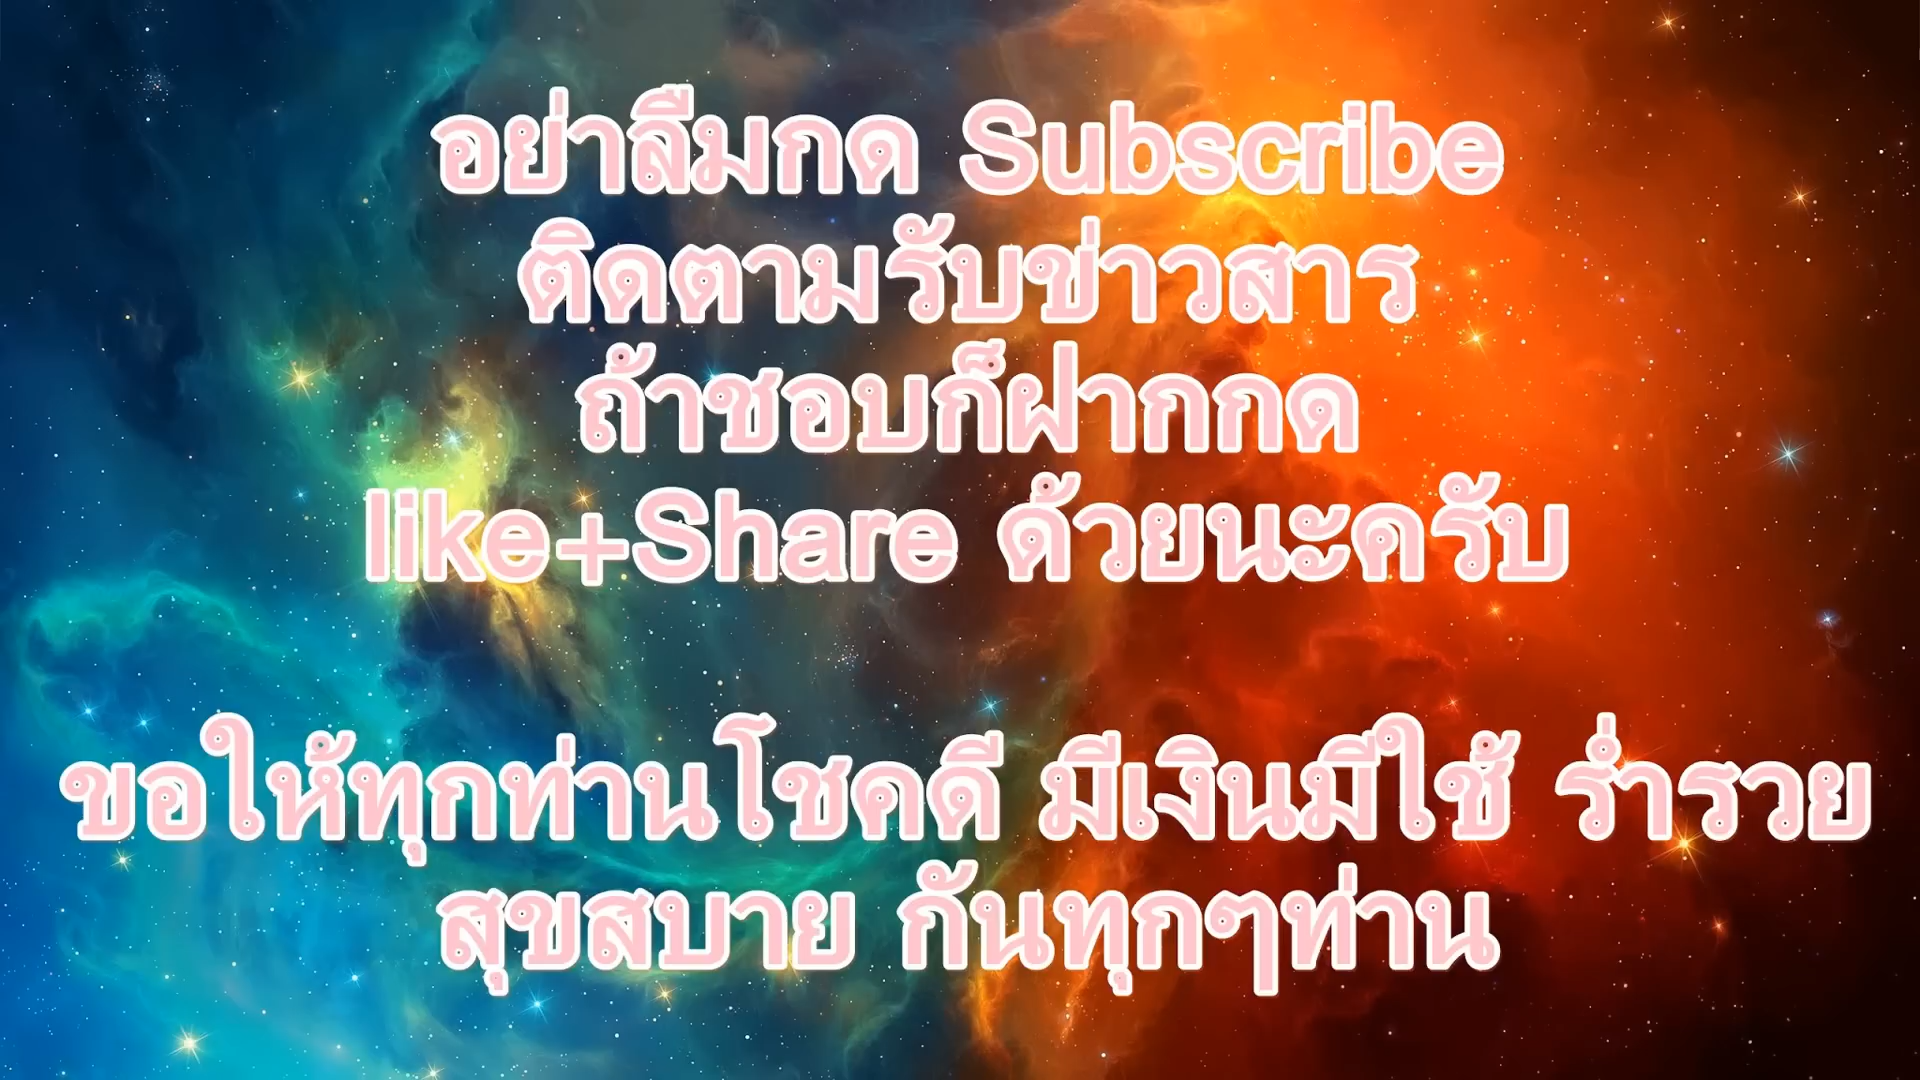 อย่าลืมกด Subscribe
ติดตามรับข่าวสาร
ถ้าชอบก็ฝากกด
like+Share ด้วยนะครับ
ขอให้ทุกท่านโชคดี มีเงินมีใช้ ร่ำรวย
สุขสบาย กันทุกๆท่าน